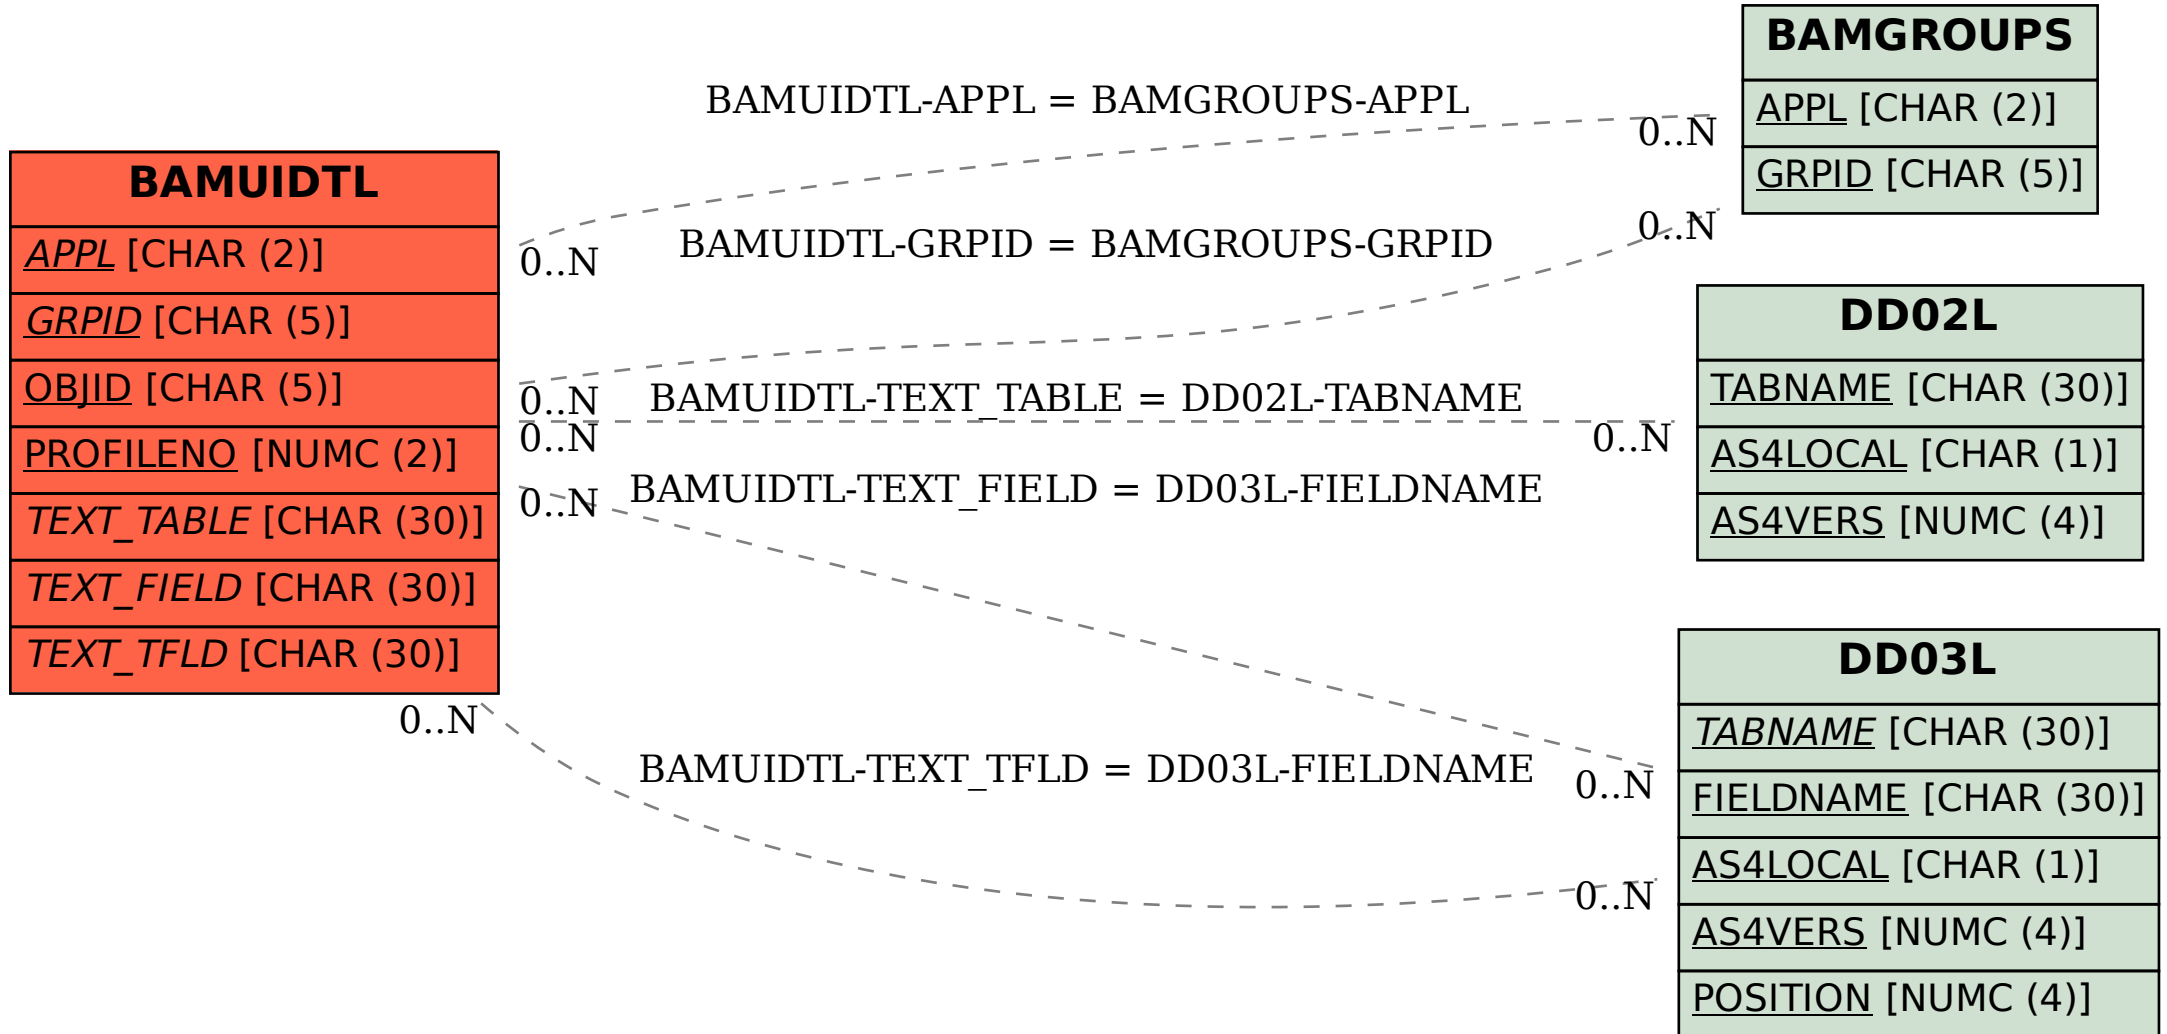 BAMUIDTL
APPL [CHAR (2)]
GRPID [CHAR (5)]
OBJID [CHAR (5)]
PROFILENO [NUMC (2)]
TEXT_TABLE [CHAR (30)]
TEXT_FIELD [CHAR (30)]
TEXT_TFLD [CHAR (30)]
BAMUIDTL-APPL = BAMGROUPS-APPL
0..N
0..N
BAMUIDTL-GRPID = BAMGROUPS-GRPID
0..N
0..N
BAMUIDTL-TEXT_TABLE = DD02L-TABNAME
0..N
0..N
BAMUIDTL-TEXT_FIELD = DD03L-FIELDNAME
0..N
0..N
BAMUIDTL-TEXT_TFLD = DD03L-FIELDNAME
0..N
0..N
BAMGROUPS
APPL [CHAR (2)]
GRPID [CHAR (5)]
DD02L
TABNAME [CHAR (30)]
AS4LOCAL [CHAR (1)]
AS4VERS [NUMC (4)]
DD03L
TABNAME [CHAR (30)]
FIELDNAME [CHAR (30)]
AS4LOCAL [CHAR (1)]
AS4VERS [NUMC (4)]
POSITION [NUMC (4)]